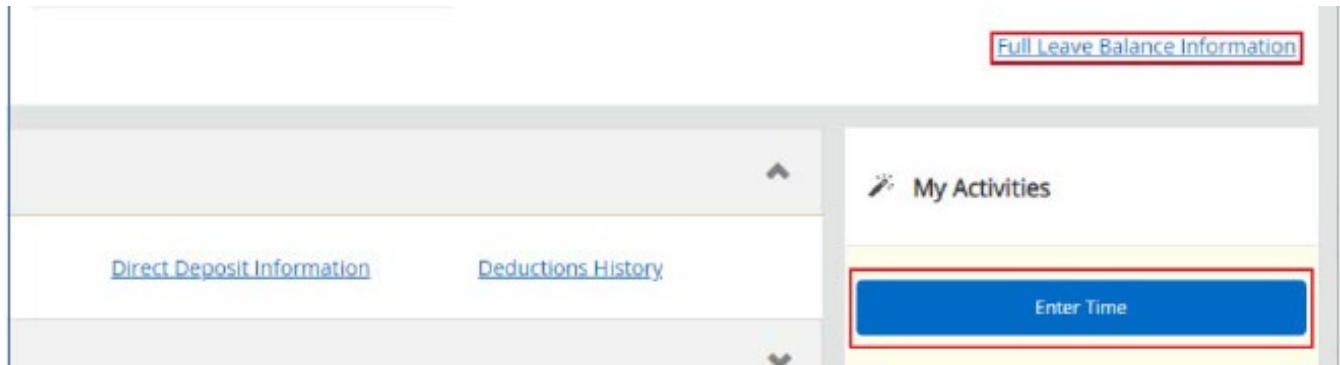 Full Leave Balance Information
My Activities
Direct Deposit Information
Deductions History
Enter Time